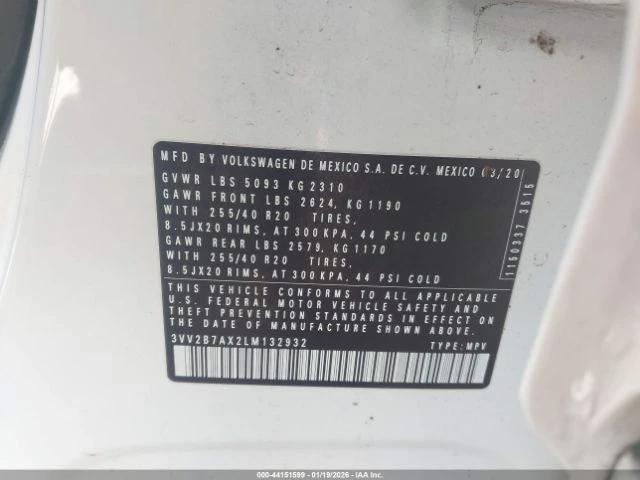 MFD BY VOLKSWAGEN DE MEXICO S.A. DE C.V. MEXICO 03/20
GVWR LBS 5093 KG 2310
GAWR FRONT LBS 2624, KG 1190
WITH 255/40 R20 TIRES,
8.5JX20 RIMS, AT 300 KPA, 44 PSI COLD
GAWR REAR LBS 2579, KG 1170
WITH 255/40 R20 TIRES,
8.5JX20 RIMS, AT 300 KPA, 44 PSI COLD
THIS VEHICLE CONFORMS TO ALL APPLICABLE
U.S. FEDERAL MOTOR VEHICLE SAFETY AND
THEFT PREVENTION STANDARDS IN EFFECT ON
THE DATE OF MANUFACTURE SHOWN ABOVE.
3VV2B7AX2LM132932 TYPE: MPV
1150337 3515
000-44151599 - 01/19/2026 - IAA Inc.